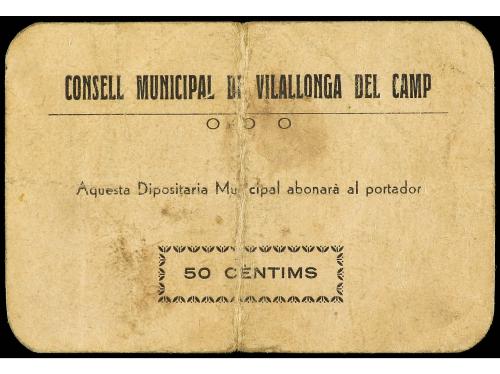 CONSELL MUNICIPAL DE VILALLONGA DEL CAMP
O O O
Aquesta Dipositaria Municipal abonarà al portador
50 CÈNTIMS